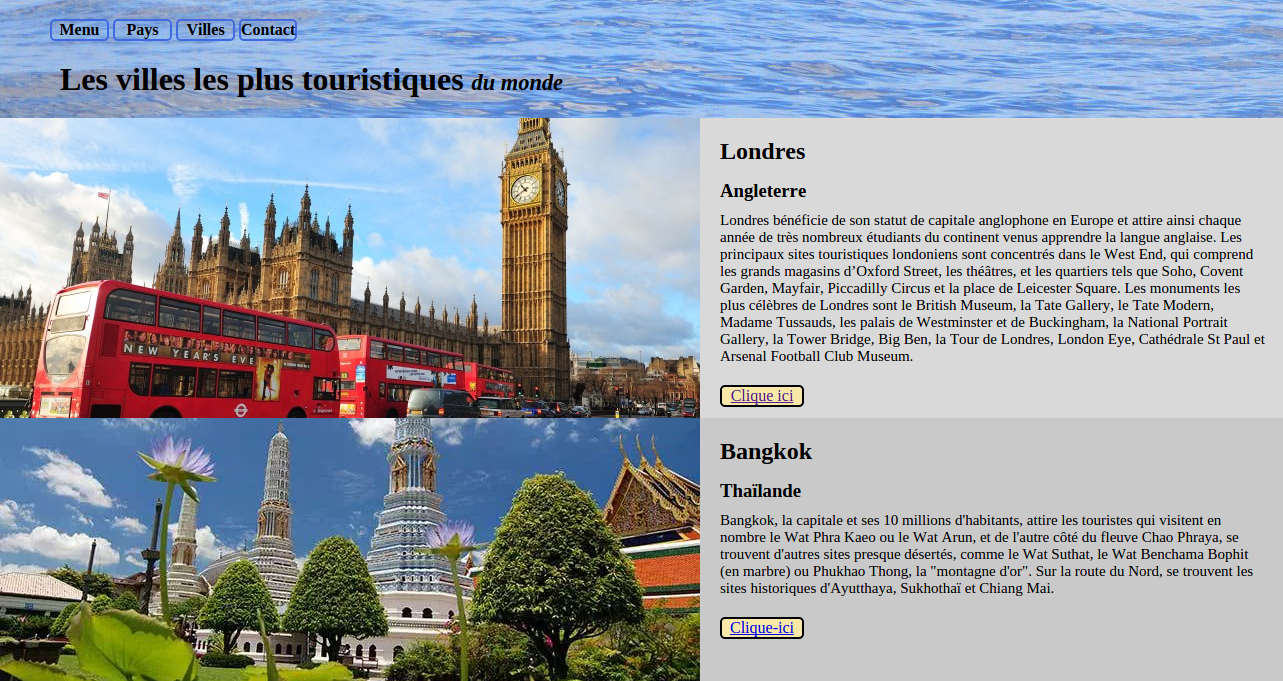 Menu Pays Villes Contact
Les villes les plus touristiques du monde
NEW YEAR'S EVE
Londres
Angleterre
Londres bénéficie de son statut de capitale anglophone en Europe et attire ainsi chaque
année de très nombreux étudiants du continent venus apprendre la langue anglaise. Les
principaux sites touristiques londoniens sont concentrés dans le West End, qui comprend
les grands magasins d’Oxford Street, les théâtres, et les quartiers tels que Soho, Covent
Garden, Mayfair, Piccadilly Circus et la place de Leicester Square. Les monuments les
plus célèbres de Londres sont le British Museum, la Tate Gallery, le Tate Modern,
Madame Tussauds, les palais de Westminster et de Buckingham, la National Portrait
Gallery, la Tower Bridge, Big Ben, la Tour de Londres, London Eye, Cathédrale St Paul et
Arsenal Football Club Museum.
Clique ici
Bangkok
Thaïlande
Bangkok, la capitale et ses 10 millions d'habitants, attire les touristes qui visitent en
nombre le Wat Phra Kaeo ou le Wat Arun, et de l'autre côté du fleuve Chao Phraya, se
trouvent d'autres sites presque désertés, comme le Wat Suthat, le Wat Benchama Bophit
(en marbre) ou Phukhao Thong, la "montagne d'or". Sur la route du Nord, se trouvent les
sites historiques d'Ayutthaya, Sukhothaï et Chiang Mai.
Clique-ici